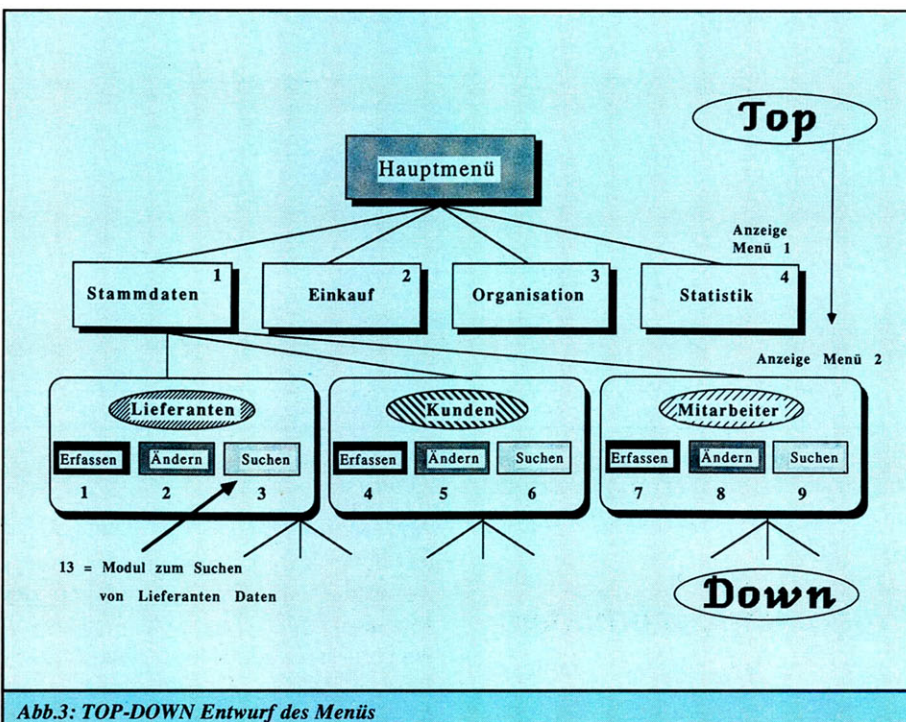 Top
Hauptmenü
Anzeige
Menü 1
1
Stammdaten
2
Einkauf
3
Organisation
4
Statistik
Anzeige Menü 2
Lieferanten
Erfassen Ändern Suchen
1 2 3
Kunden
Erfassen Ändern Suchen
4 5 6
Mitarbeiter
Erfassen Ändern Suchen
7 8 9
13 = Modul zum Suchen
von Lieferanten Daten
Down
Abb.3: TOP-DOWN Entwurf des Menüs